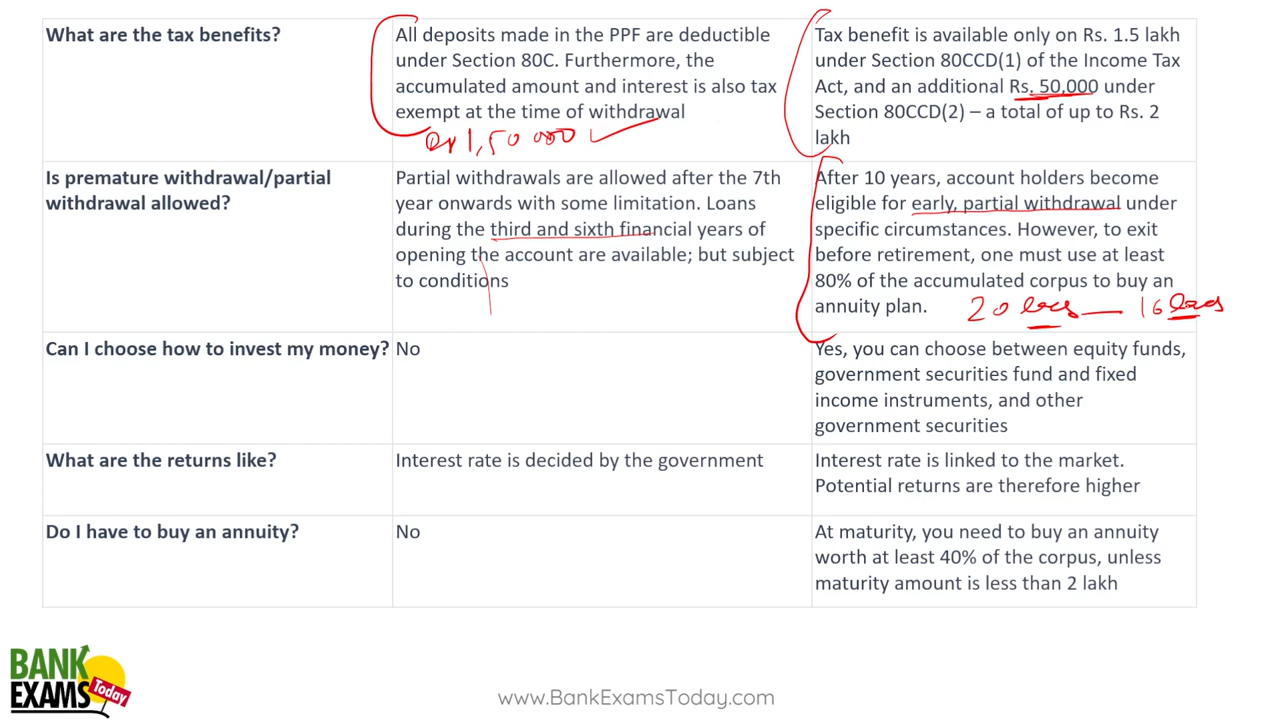 What are the tax benefits?
All deposits made in the PPF are deductible
under Section 80C. Furthermore, the
accumulated amount and interest is also tax
exempt at the time of withdrawal
1,50000
Tax benefit is available only on Rs. 1.5 lakh
under Section 80CCD(1) of the Income Tax
Act, and an additional Rs. 50,000 under
Section 80CCD(2) – a total of up to Rs. 2
lakh
Is premature withdrawal/partial
withdrawal allowed?
Partial withdrawals are allowed after the 7th
year onwards with some limitation. Loans
during the third and sixth financial years of
opening the account are available; but subject
to conditions
After 10 years, account holders become
eligible for early, partial withdrawal under
specific circumstances. However, to exit
before retirement, one must use at least
80% of the accumulated corpus to buy an
annuity plan.
20 lacs — 16 lacs
Can I choose how to invest my money?
No
Yes, you can choose between equity funds,
government securities fund and fixed
income instruments, and other
government securities
What are the returns like?
Interest rate is decided by the government
Interest rate is linked to the market.
Potential returns are therefore higher
Do I have to buy an annuity?
No
At maturity, you need to buy an annuity
worth at least 40% of the corpus, unless
maturity amount is less than 2 lakh
BANK
EXAMS
Today
www.BankExamsToday.com